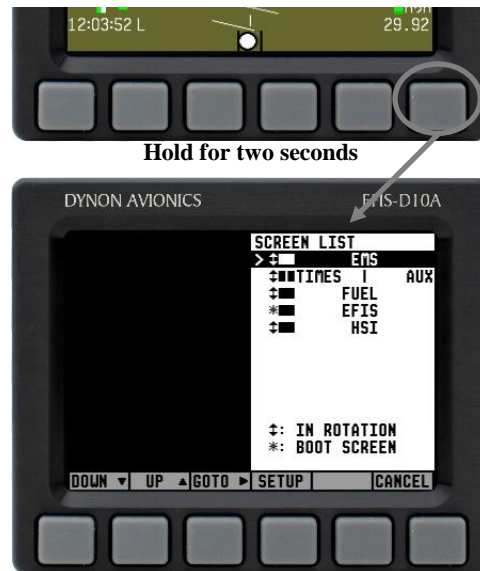 12:03:52 L
29.92
Hold for two seconds
DYNON AVIONICS
D10A
SCREEN LIST
> ↕ EMS
↕ TIMES | AUX
↕ FUEL
* EFIS
↕ HSI
↕: IN ROTATION
*: BOOT SCREEN
DOWN ▼ UP ▲ GOTO ► SETUP CANCEL